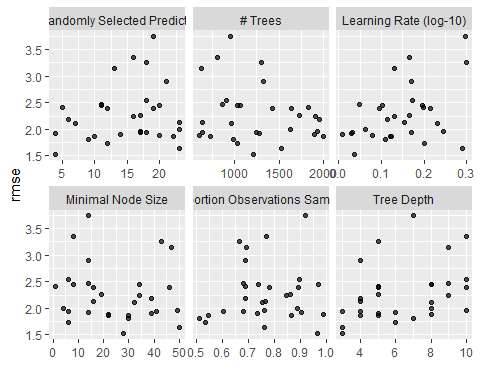 andomly Selected Predict # Trees Learning Rate (log-10)
3.5
3.0
2.5
2.0
1.5
5 10 15 20 1000 1500 2000 0.0 0.1 0.2 0.3
rmse
Minimal Node Size ortion Observations Sam Tree Depth
3.5
3.0
2.5
2.0
1.5
0 10 20 30 40 50 0.5 0.6 0.7 0.8 0.9 1.0 4 6 8 10